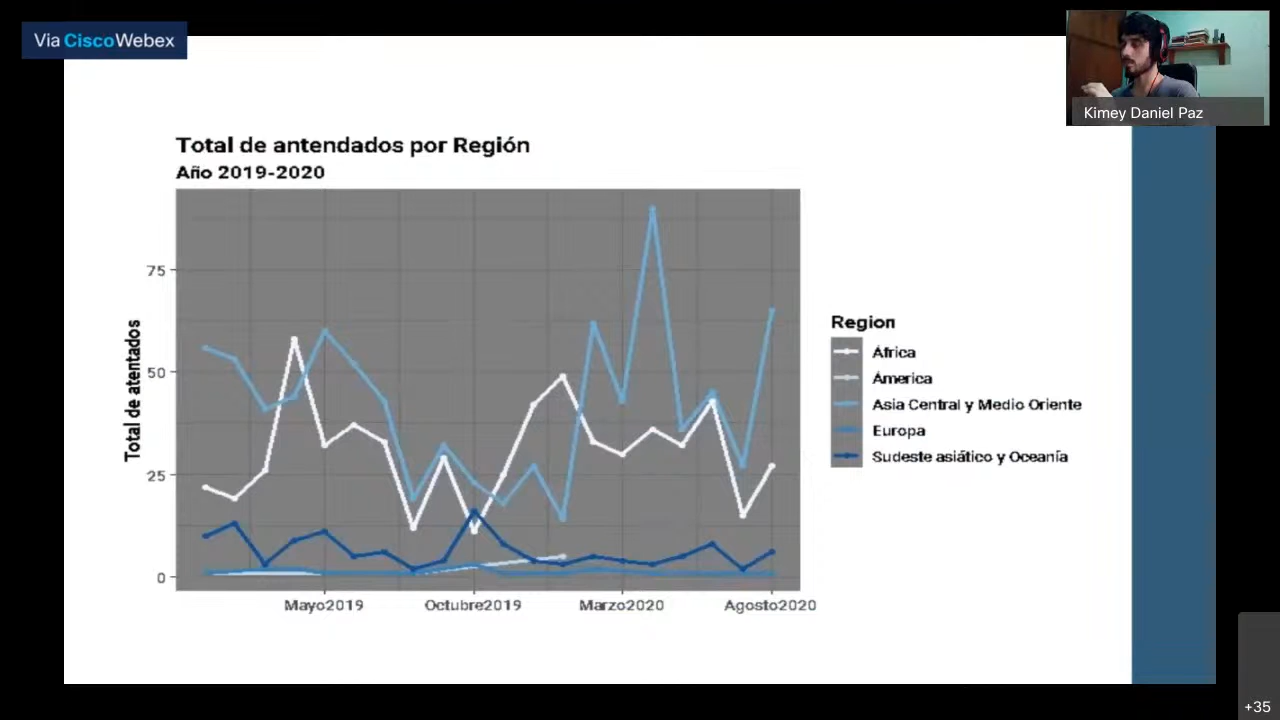 Via CiscoWebex
Kimey Daniel Paz
Total de antendados por Región
Año 2019-2020
Total de atentados
75
50
25
0
Mayo2019
Octubre2019
Marzo2020
Agosto2020
Region
África
América
Asia Central y Medio Oriente
Europa
Sudeste asiático y Oceanía
+35